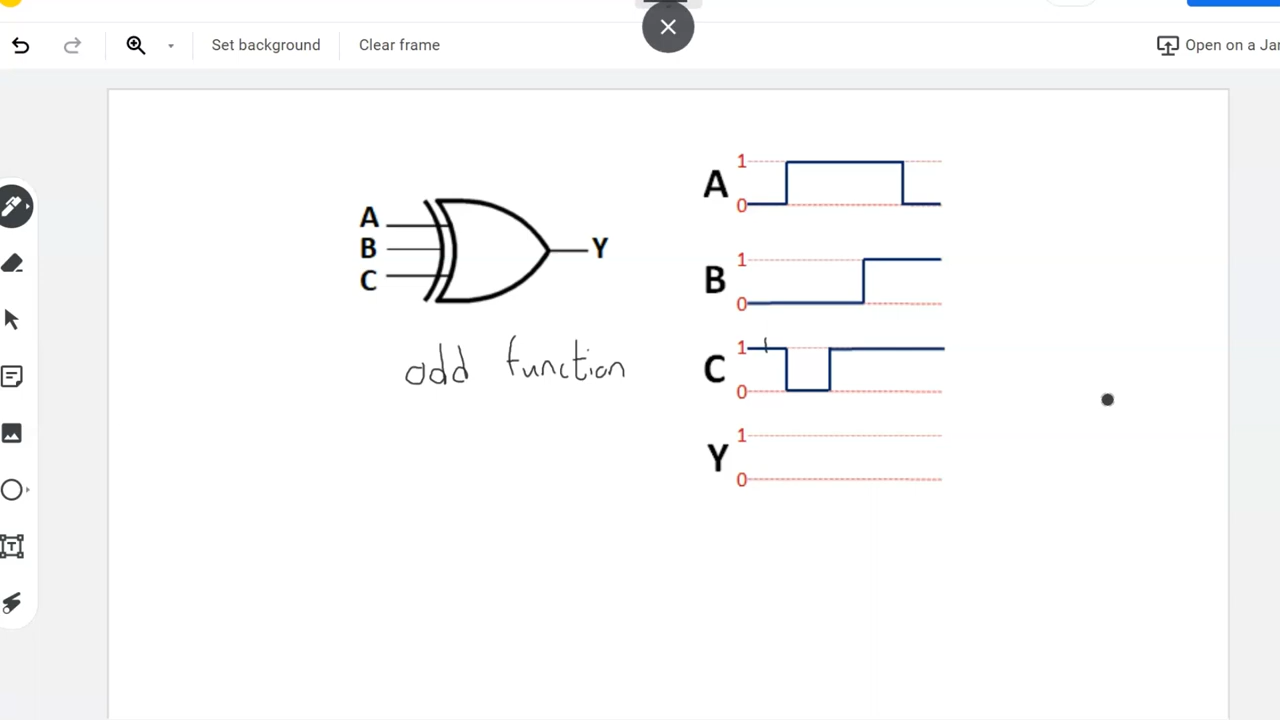 Set background
Clear frame
Open on a Jar
A
B
C
Y
odd function
A
1
0
B
1
0
C
1
0
Y
1
0